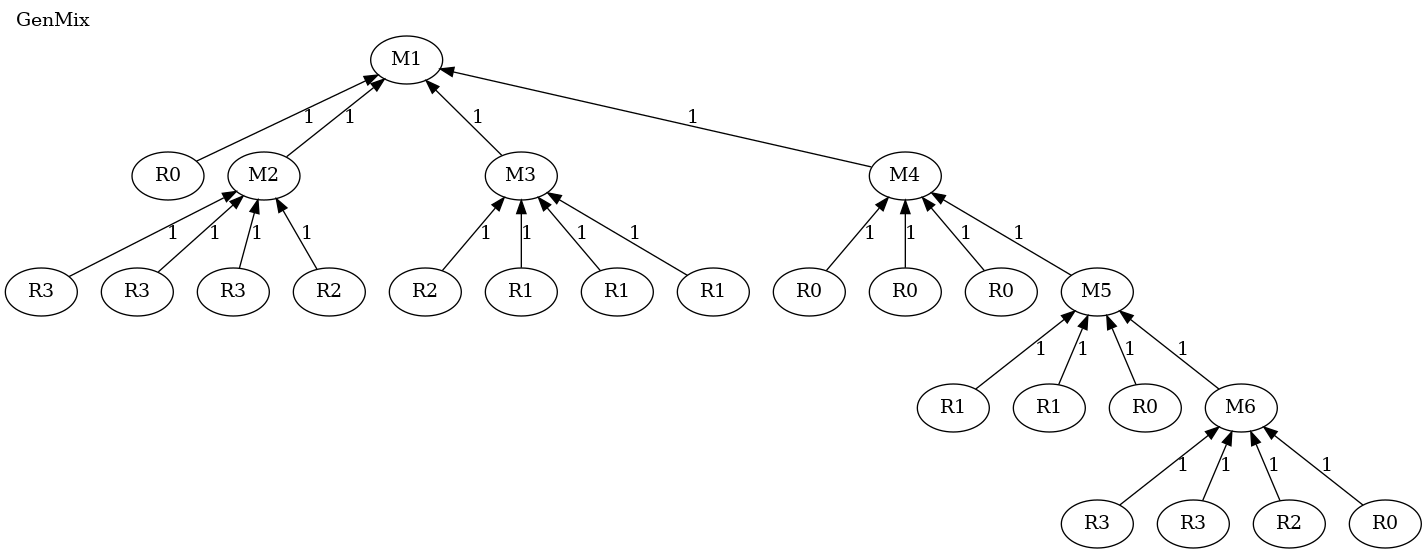 GenMix
M1
1 1 1 1
R0 M2 M3 M4
1 1 1 1 1 1 1 1 1 1 1 1
R3 R3 R3 R2 R2 R1 R1 R1 R0 R0 R0 M5
1 1 1 1
R1 R1 R0 M6
1 1 1 1
R3 R3 R2 R0